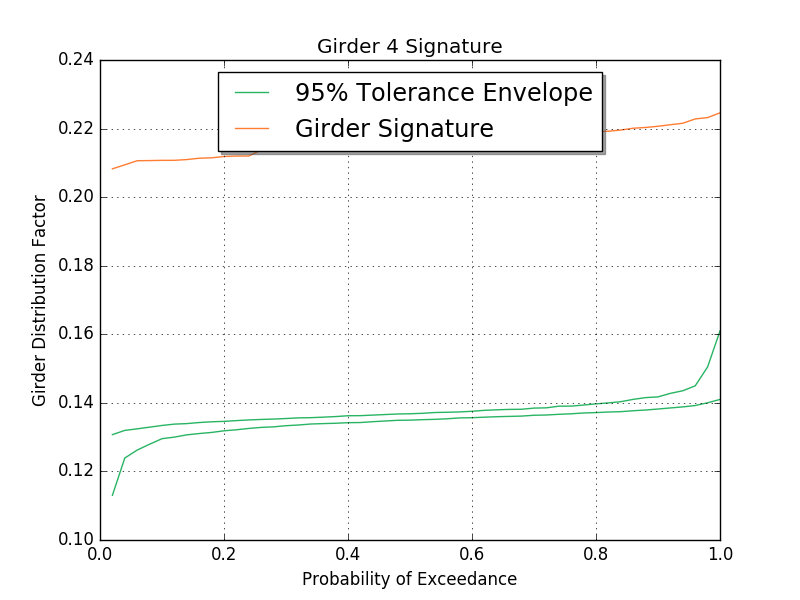 Girder 4 Signature
0.24
0.22
0.20
0.18
0.16
0.14
0.12
0.10
Girder Distribution Factor
95% Tolerance Envelope
Girder Signature
0.0 0.2 0.4 0.6 0.8 1.0
Probability of Exceedance